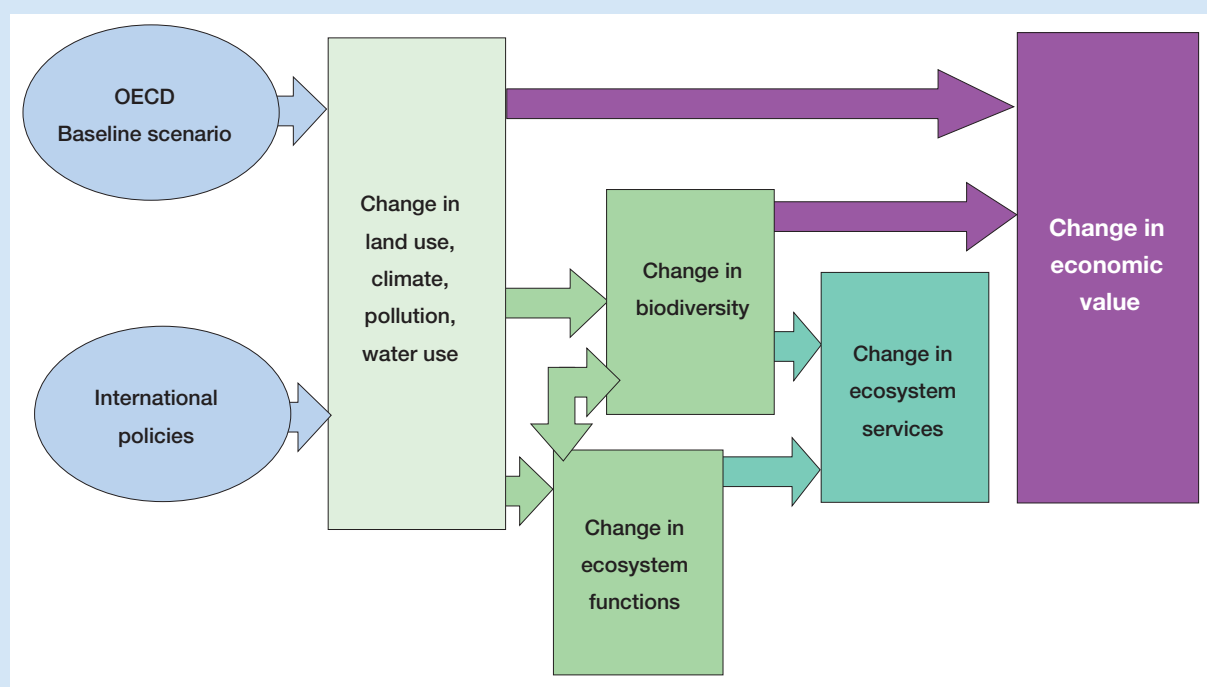 OECD
Baseline scenario
International
policies
Change in
land use,
climate,
pollution,
water use
Change in
biodiversity
Change in
ecosystem
functions
Change in
ecosystem
services
Change in
economic
value